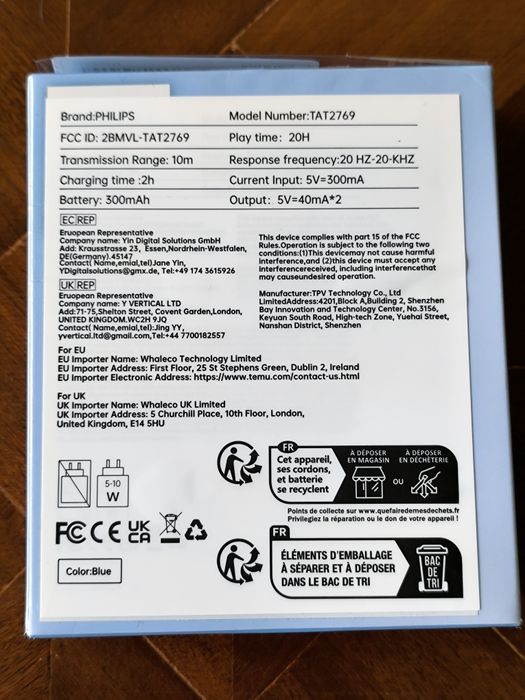 Brand:PHILIPS
Model Number:TAT2769
FCC ID: 2BMVL-TAT2769
Play time: 20H
Transmission Range: 10m
Response frequency:20 HZ-20-KHZ
Charging time :2h
Current Input: 5V=300mA
Battery: 300mAh
Output: 5V=40mA*2
EC REP
Eruopean Representative
Company name: Yin Digital Solutions GmbH
Add: Krausstrasse 23, Essen,Nordrhein-Westfalen,
DE(Germany).45147
Contact( Name,emial,tel)Jane Yin,
YDigitalsolutions@gmx.de, Tel:+49 174 3615926
UK REP
Eruopean Representative
Company name: Y VERTICAL LTD
Add:71-75,Shelton Street, Covent Garden,London,
UNITED KINGDOM.WC2H 9JQ
Contact( Name,emial,tel):Jing YY,
yvertical.ltd@gmail.com,Tel:+44 7700182557
This device complies with part 15 of the FCC
Rules.Operation is subject to the following two
conditions:(1)This devicemay not cause harmful
interference,and (2)this device must accept any
interferencereceived, including interferencethat
may causeundesired operation.
Manufacturer:TPV Technology Co., Ltd
LimitedAddress:4201,Block A,Building 2, Shenzhen
Bay Innovation and Technology Center, No.3156,
Keyuan South Road, High-tech Zone, Yuehai Street,
Nanshan District, Shenzhen
For EU
EU Importer Name: Whaleco Technology Limited
EU Importer Address: First Floor, 25 St Stephens Green, Dublin 2, Ireland
EU Importer Electronic Address: https://www.temu.com/contact-us.html
For UK
UK Importer Name: Whaleco UK Limited
UK Importer Address: 5 Churchill Place, 10th Floor, London,
United Kingdom, E14 5HU
5-10
W
FC CE UK
CA
Color:Blue
FR
Cet appareil,
ses cordons,
et batterie
se recyclent
À DÉPOSER
EN MAGASIN
OU
À DÉPOSER
EN DÉCHÈTERIE
Points de collecte sur www.quefairedemesdechets.fr
Privilégiez la réparation ou le don de votre appareil !
FR
ÉLÉMENTS D'EMBALLAGE
À SÉPARER ET À DÉPOSER
DANS LE BAC DE TRI
BAC
DE
TRI